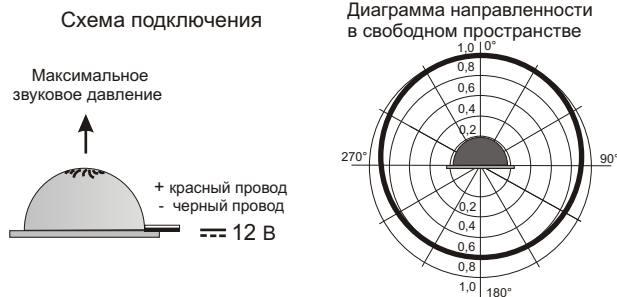 Схема подключения
Максимальное
звуковое давление
+ красный провод
- черный провод
12 В
Диаграмма направленности
в свободном пространстве
1,0 0°
0,8
0,6
0,4
0,2
270°
90°
0,2
0,4
0,6
0,8
1,0 180°